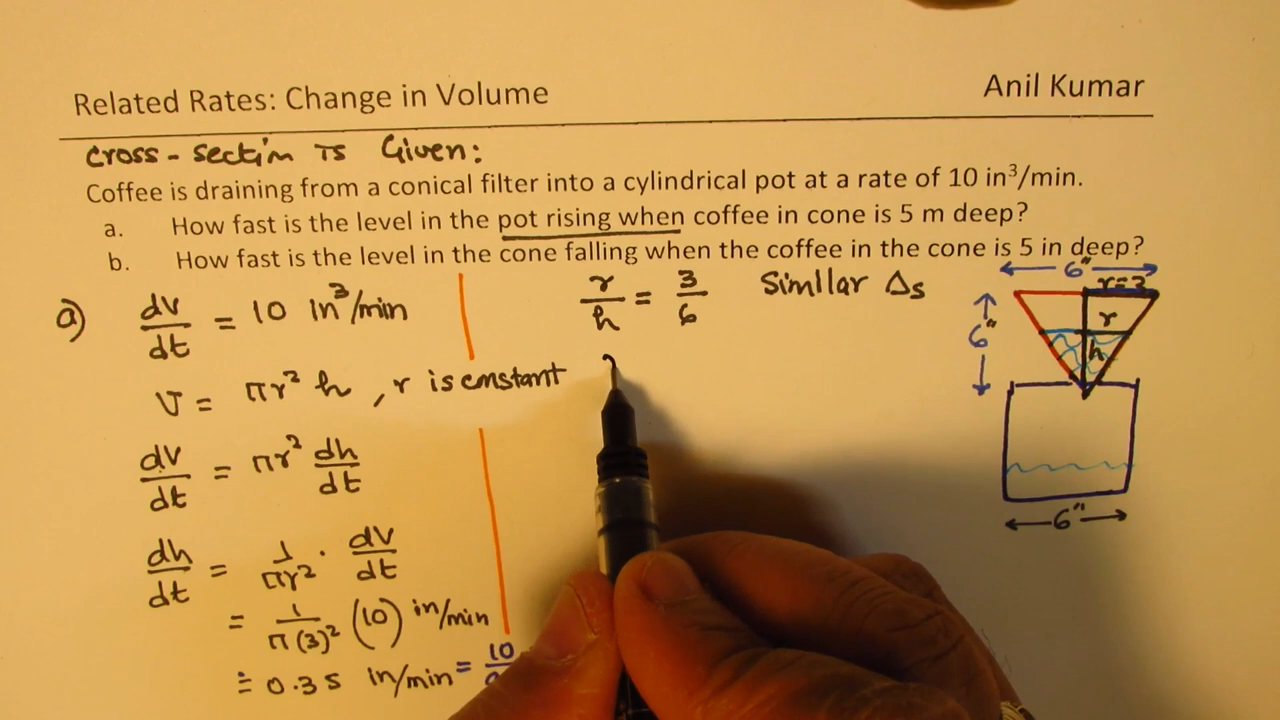 Related Rates: Change in Volume
Anil Kumar
Cross-section is Given:
Coffee is draining from a conical filter into a cylindrical pot at a rate of 10 in³/min.
a. How fast is the level in the pot rising when coffee in cone is 5 m deep?
b. How fast is the level in the cone falling when the coffee in the cone is 5 in deep?
a) dv/dt = 10 in³/min
V = πr² h , r is constant
dv/dt = πr² dh/dt
dh/dt = 1/πr² · dv/dt
= 1/π(3)² (10) in/min
≐ 0.35 in/min = 10
r/h = 3/6 Similar Δs
6"
r=3
6"
r
h
6"